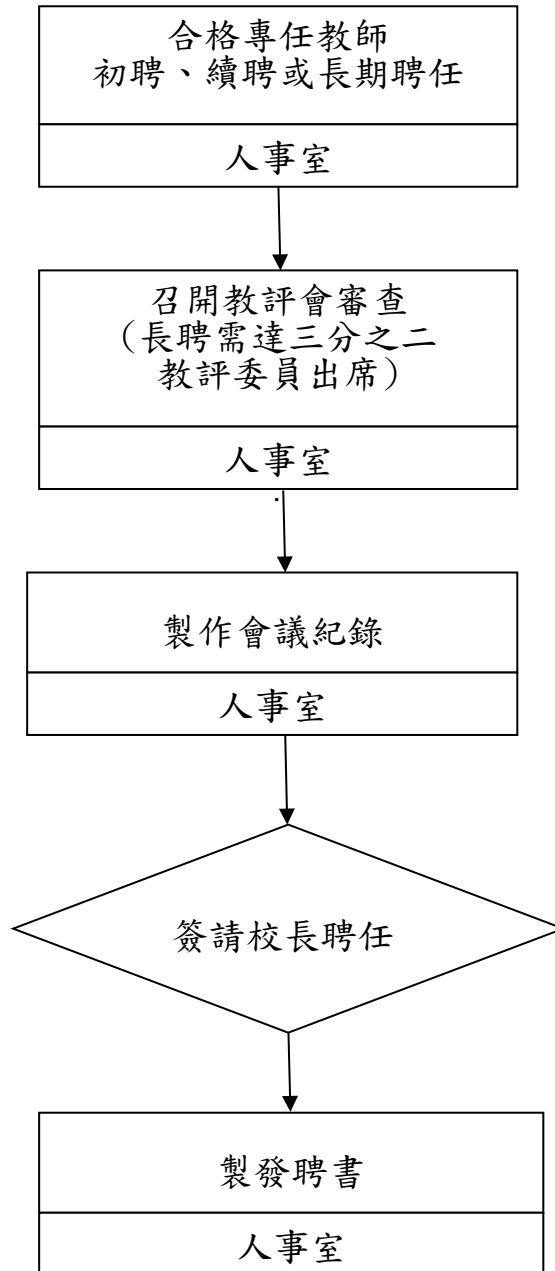 合格專任教師
初聘、續聘或長期聘任
人事室
召開教評會審查
（長聘需達三分之二
教評委員出席）
人事室
.
製作會議紀錄
人事室
簽請校長聘任
製發聘書
人事室